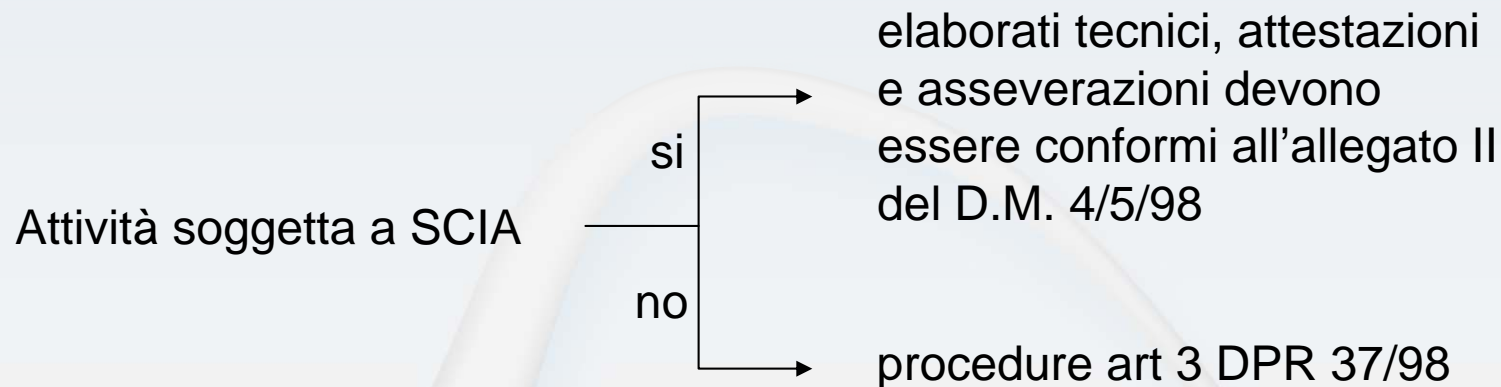 Attività soggetta a SCIA
si
elaborati tecnici, attestazioni
e asseverazioni devono
essere conformi all’allegato II
del D.M. 4/5/98
no
procedure art 3 DPR 37/98